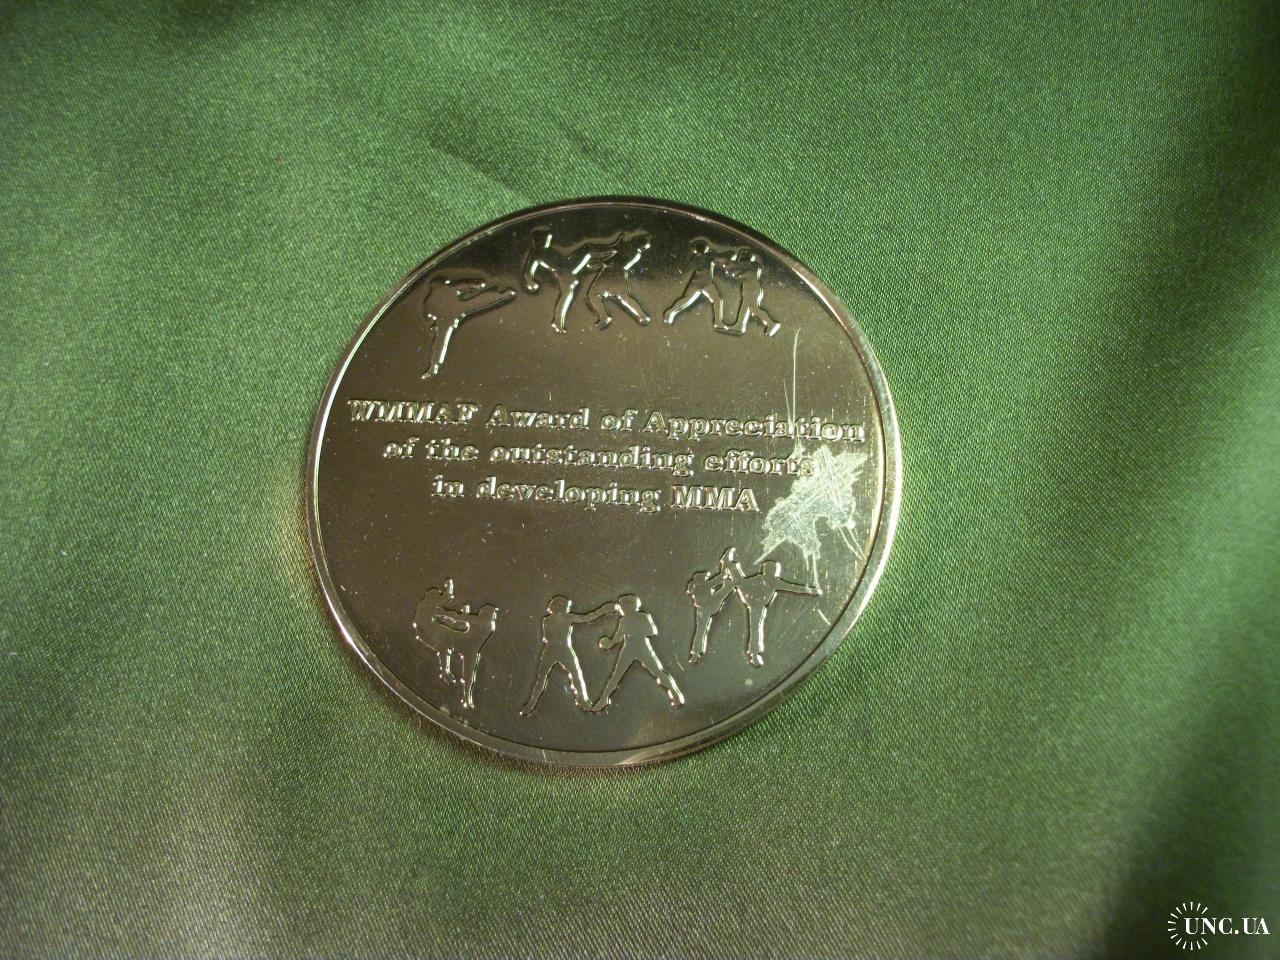 WMMAF Award of Appreciation
of the outstanding efforts
in developing MMA
UNC.UA